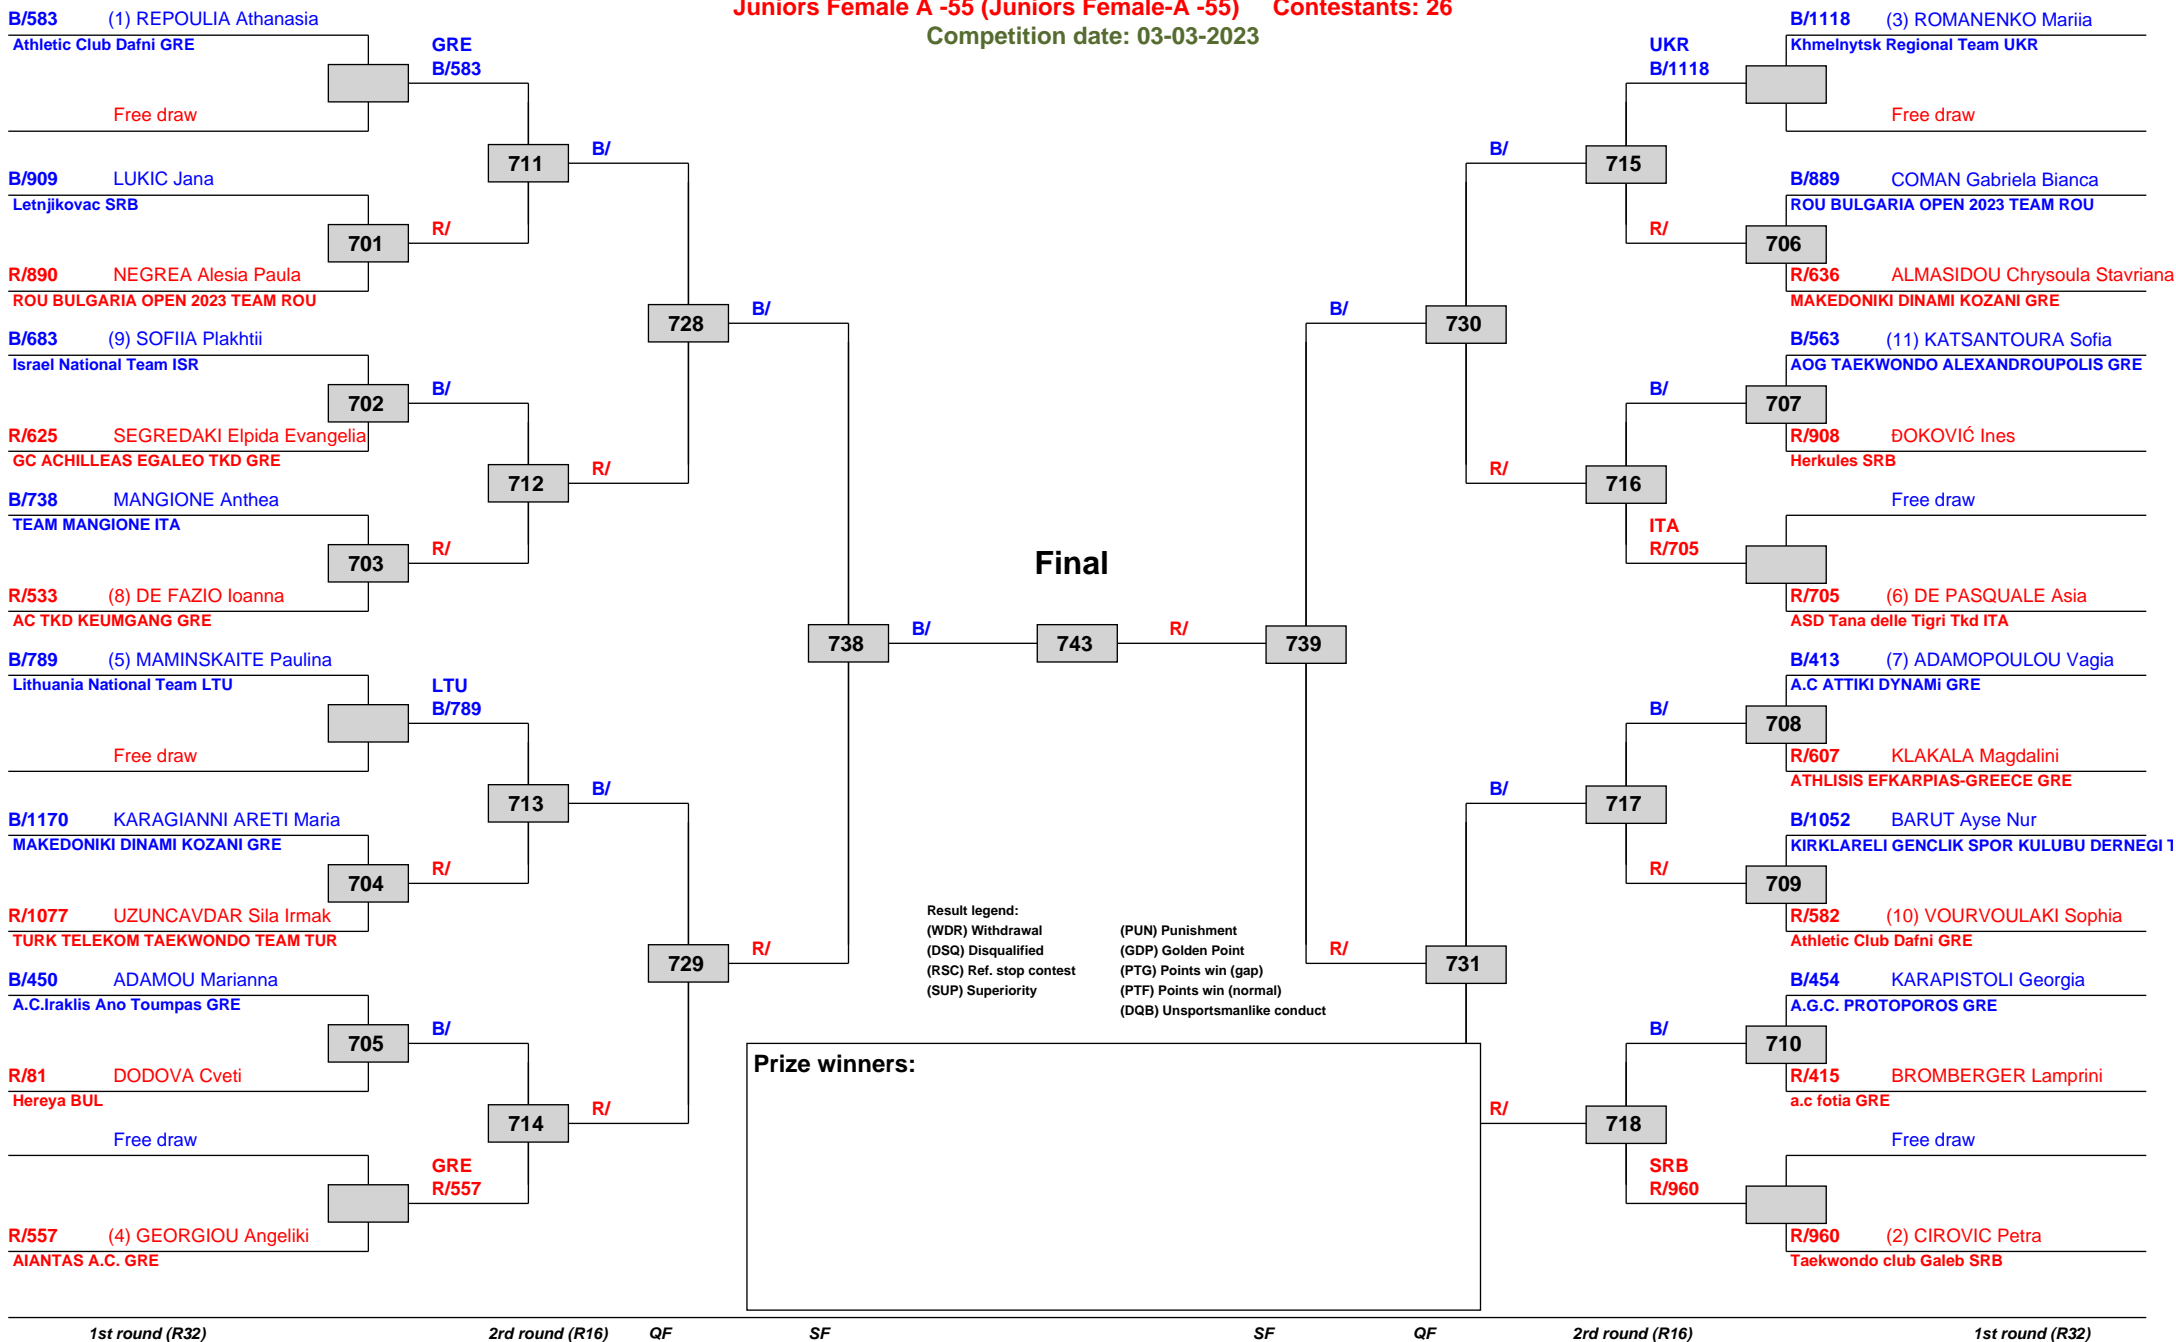 Juniors Female A -55 (Juniors Female-A -55) Contestants: 26
Competition date: 03-03-2023
B/583 (1) REPOULIA Athanasia
Athletic Club Dafni GRE
GRE
B/583
Free draw
711
B/
B/909 LUKIC Jana
Letnjikovac SRB
701
R/
R/890 NEGREA Alesia Paula
ROU BULGARIA OPEN 2023 TEAM ROU
728
B/
B/683 (9) SOFIIA Plakhtii
Israel National Team ISR
702
B/
R/625 SEGREDAKI Elpida Evangelia
GC ACHILLEAS EGALEO TKD GRE
712
R/
B/738 MANGIONE Anthea
TEAM MANGIONE ITA
703
R/
R/533 (8) DE FAZIO Ioanna
AC TKD KEUMGANG GRE
738
B/
B/789 (5) MAMINSKAITE Paulina
Lithuania National Team LTU
LTU
B/789
Free draw
713
B/
B/1170 KARAGIANNI ARETI Maria
MAKEDONIKI DINAMI KOZANI GRE
704
R/
R/1077 UZUNCAVDAR Sila Irmak
TURK TELEKOM TAEKWONDO TEAM TUR
729
R/
B/450 ADAMOU Marianna
A.C.Iraklis Ano Toumpas GRE
705
B/
R/81 DODOVA Cveti
Hereya BUL
714
R/
Free draw
GRE
R/557
R/557 (4) GEORGIOU Angeliki
AIANTAS A.C. GRE
Final
743
R/
739
B/1118 (3) ROMANENKO Mariia
Khmelnytsk Regional Team UKR
UKR
B/1118
Free draw
B/
715
B/889 COMAN Gabriela Bianca
ROU BULGARIA OPEN 2023 TEAM ROU
R/
706
R/636 ALMASIDOU Chrysoula Stavriana
MAKEDONIKI DINAMI KOZANI GRE
B/
730
B/563 (11) KATSANTOURA Sofia
AOG TAEKWONDO ALEXANDROUPOLIS GRE
B/
707
R/908 ĐOKOVIĆ Ines
Herkules SRB
R/
716
Free draw
ITA
R/705
R/705 (6) DE PASQUALE Asia
ASD Tana delle Tigri Tkd ITA
B/413 (7) ADAMOPOULOU Vagia
A.C ATTIKI DYNAMi GRE
B/
708
R/607 KLAKALA Magdalini
ATHLISIS EFKARPIAS-GREECE GRE
B/
717
B/1052 BARUT Ayse Nur
KIRKLARELI GENCLIK SPOR KULUBU DERNEGI T
R/
709
R/582 (10) VOURVOULAKI Sophia
Athletic Club Dafni GRE
R/
731
B/454 KARAPISTOLI Georgia
A.G.C. PROTOPOROS GRE
B/
710
R/415 BROMBERGER Lamprini
a.c fotia GRE
R/
718
Free draw
SRB
R/960
R/960 (2) CIROVIC Petra
Taekwondo club Galeb SRB
Result legend:
(WDR) Withdrawal (PUN) Punishment
(DSQ) Disqualified (GDP) Golden Point
(RSC) Ref. stop contest (PTG) Points win (gap)
(SUP) Superiority (PTF) Points win (normal)
(DQB) Unsportsmanlike conduct
Prize winners:
1st round (R32) 2rd round (R16) QF SF SF QF 2rd round (R16) 1st round (R32)